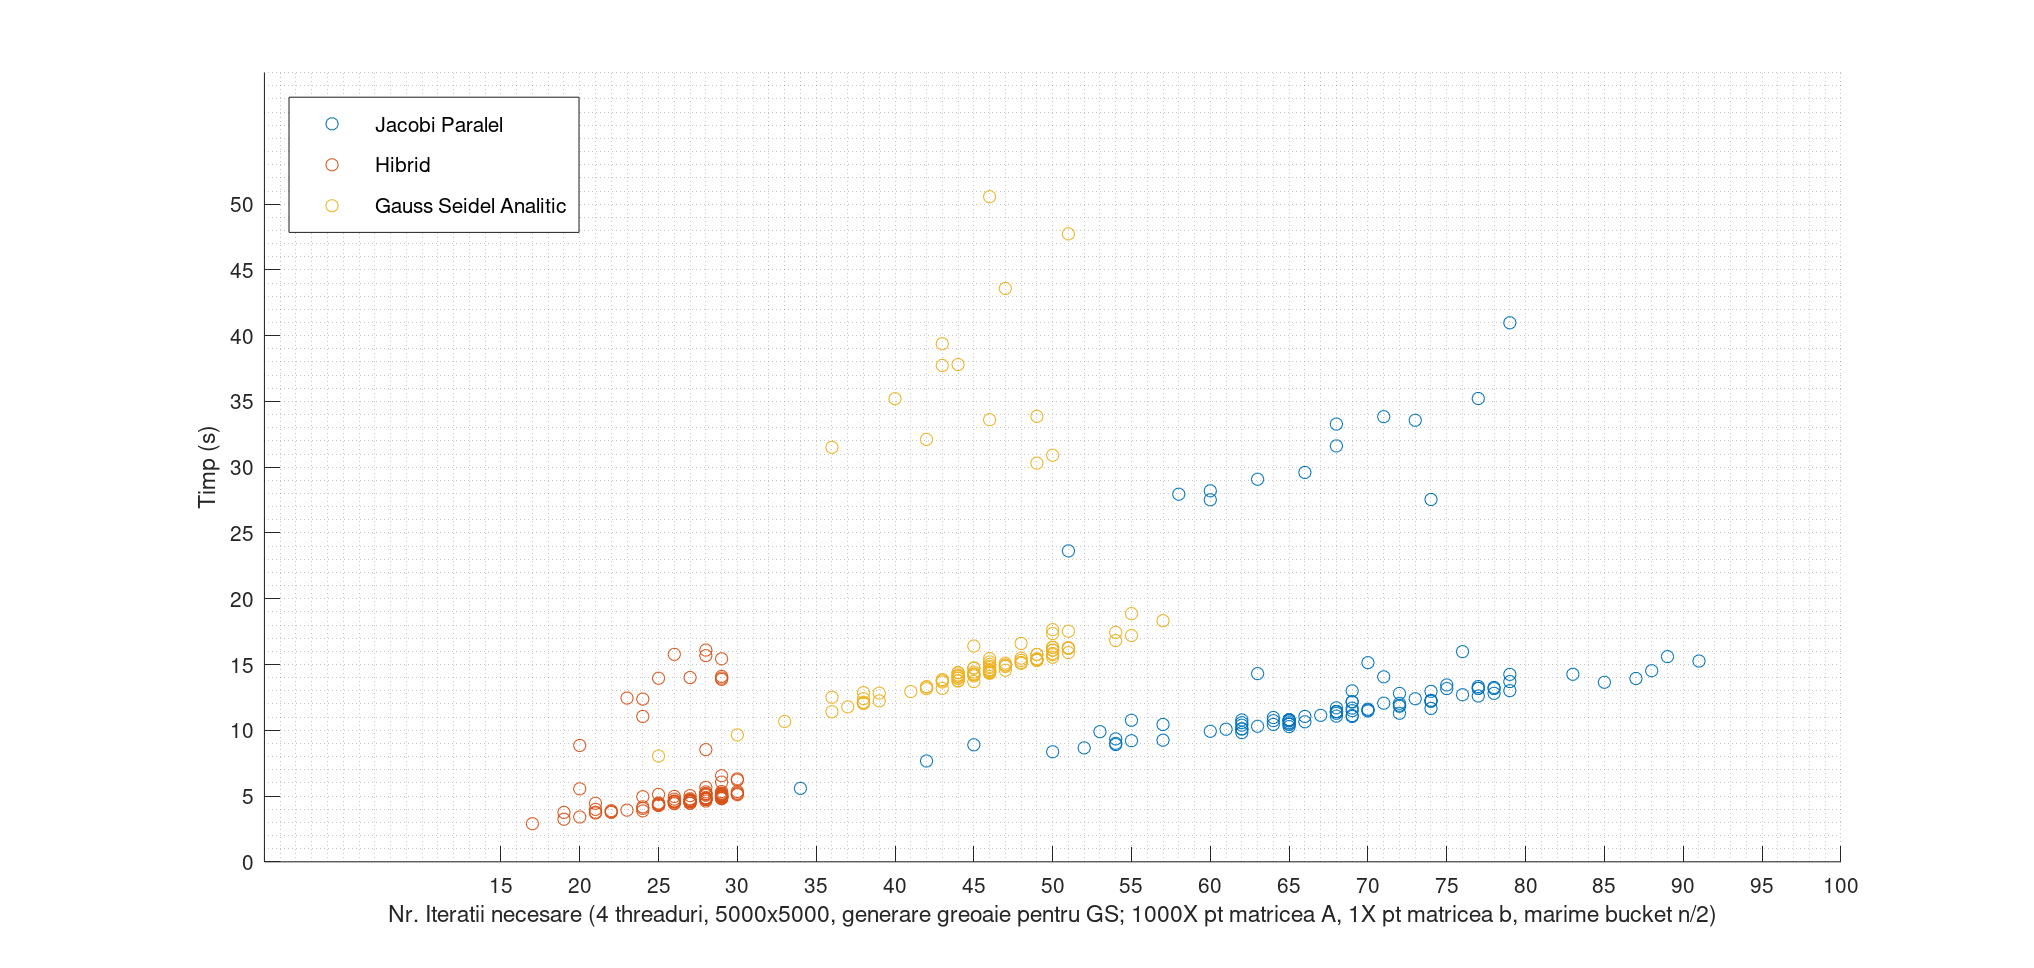 Jacobi Paralel
Hibrid
Gauss Seidel Analitic
50
45
40
35
30
25
20
15
10
5
0
Timp (s)
15 20 25 30 35 40 45 50 55 60 65 70 75 80 85 90 95 100
Nr. Iteratii necesare (4 threaduri, 5000x5000, generare greoaie pentru GS; 1000X pt matricea A, 1X pt matricea b, marime bucket n/2)